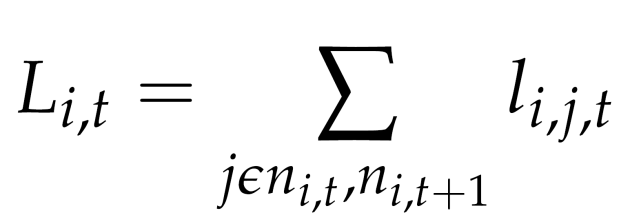 L_{i,t} = \sum_{j \epsilon n_{i,t}, n_{i,t+1}} l_{i,j,t}